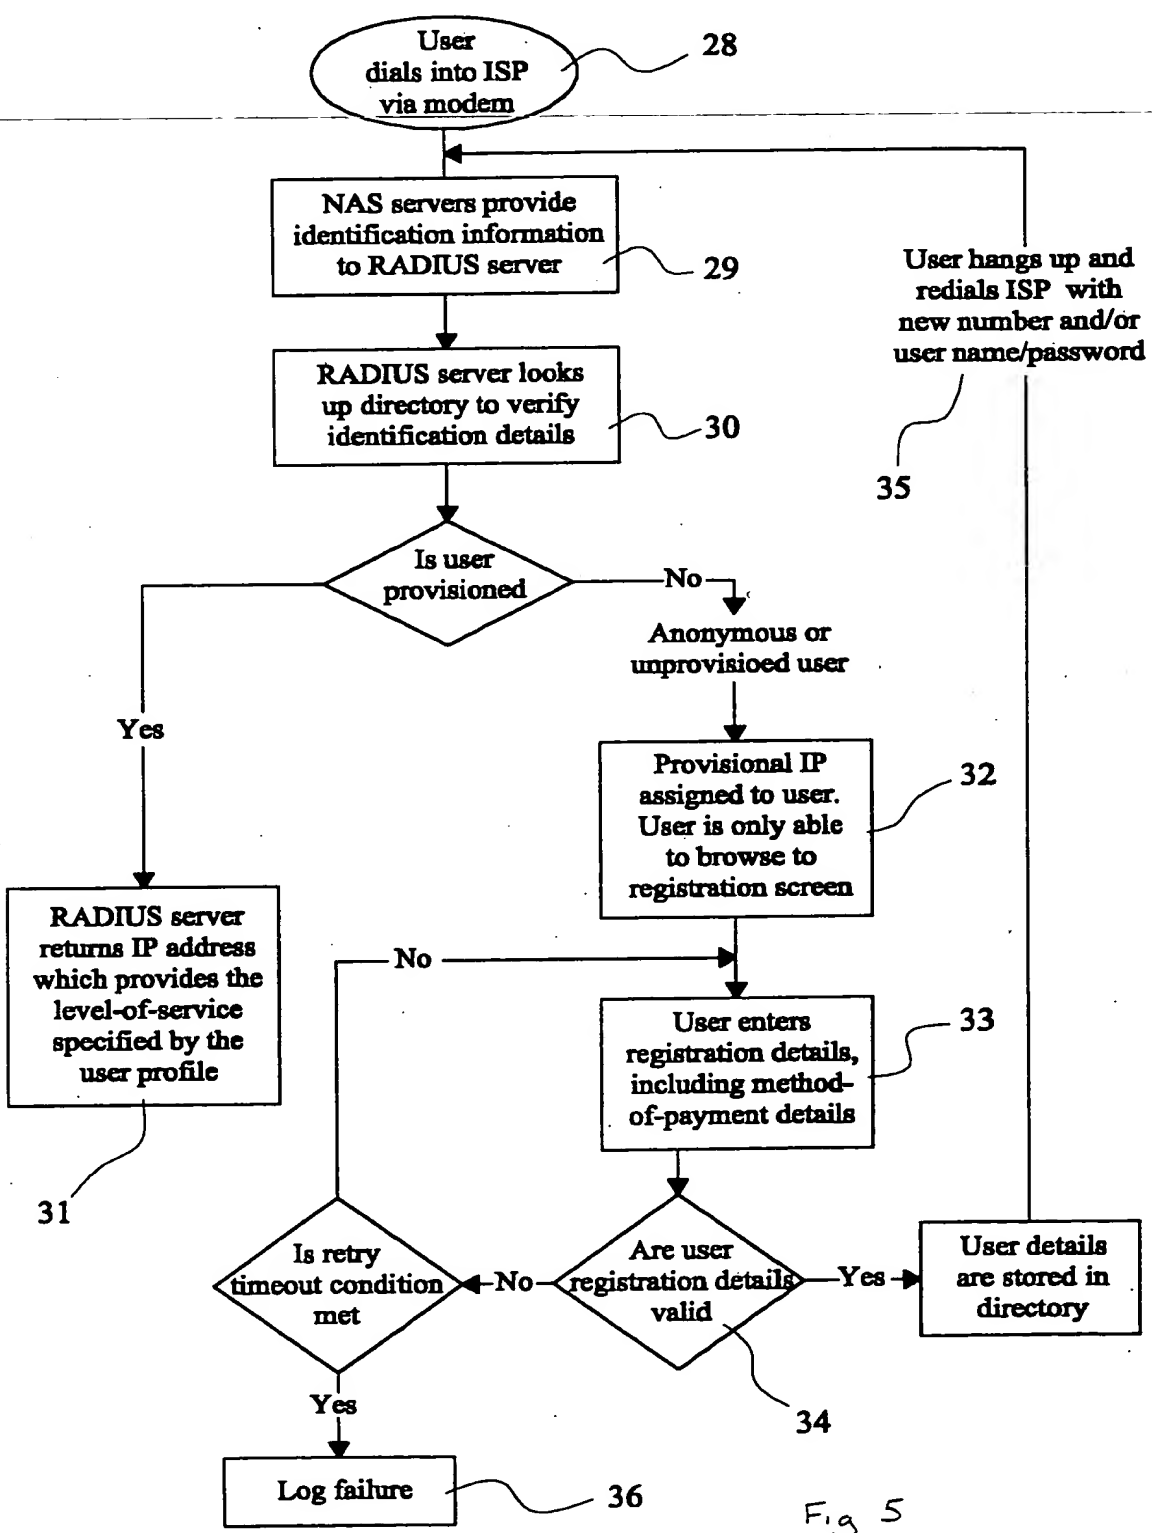 User
dials into ISP
via modem
28
NAS servers provide
identification information
to RADIUS server
29
User hangs up and
redials ISP with
new number and/or
user name/password
35
RADIUS server looks
up directory to verify
identification details
30
Is user
provisioned
No
Anonymous or
unprovisioed user
Yes
Provisional IP
assigned to user.
User is only able
to browse to
registration screen
32
RADIUS server
returns IP address
which provides the
level-of-service
specified by the
user profile
31
No
User enters
registration details,
including method-
of-payment details
33
Is retry
timeout condition
met
No
Are user
registration details
valid
34
Yes
User details
are stored in
directory
Yes
Log failure
36
Fig 5